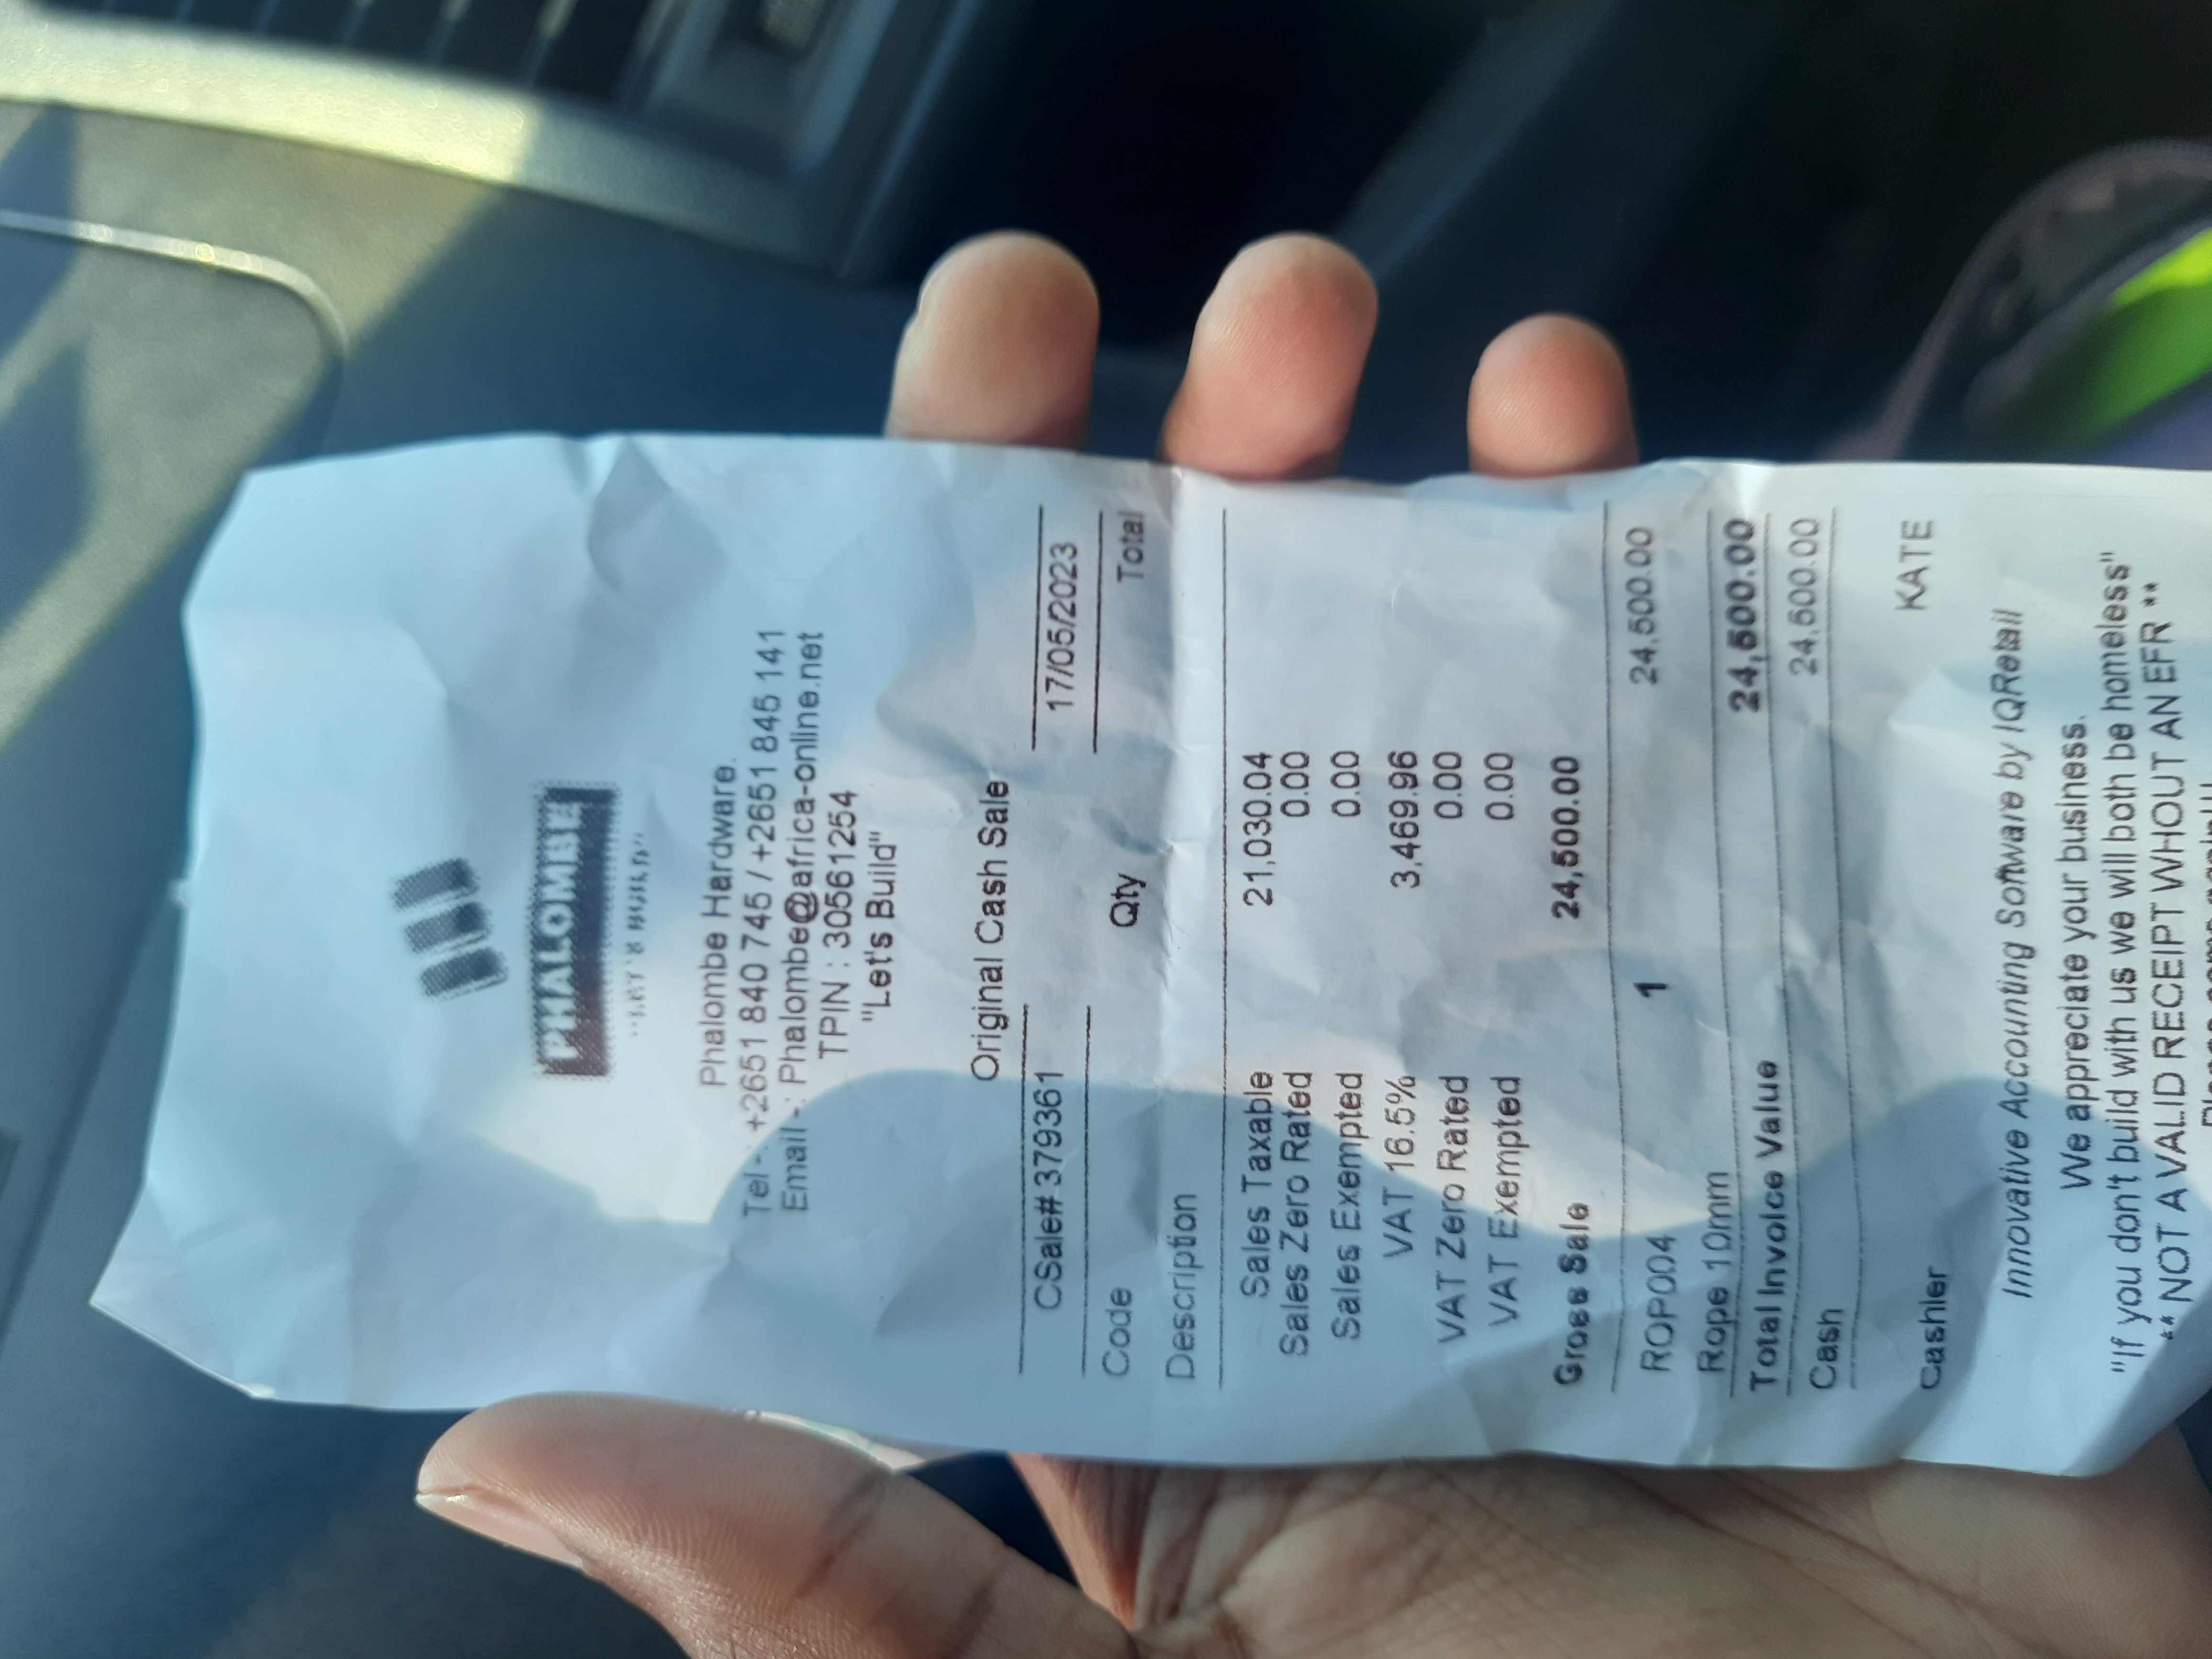 PHALOMBE
"LET'S BUILD"
Phalombe Hardware.
Tel -: +2651 840 745 / +2651 845 141
Email -: Phalombe@africa-online.net
TPIN : 30561254
"Let's Build"
Original Cash Sale
CSale# 379361 17/05/2023
Code Qty Total
Description
Sales Taxable 21,030.04
Sales Zero Rated 0.00
Sales Exempted 0.00
VAT 16.5% 3,469.96
VAT Zero Rated 0.00
VAT Exempted 0.00
Gross Sale 24,500.00
ROP004 1 24,500.00
Rope 10mm
Total Invoice Value 24,500.00
Cash 24,500.00
Cashier KATE
Innovative Accounting Software by IQRetail
We appreciate your business.
"If you don't build with us we will both be homeless"
** NOT A VALID RECEIPT WHOUT AN EFR **
Please come again!!!